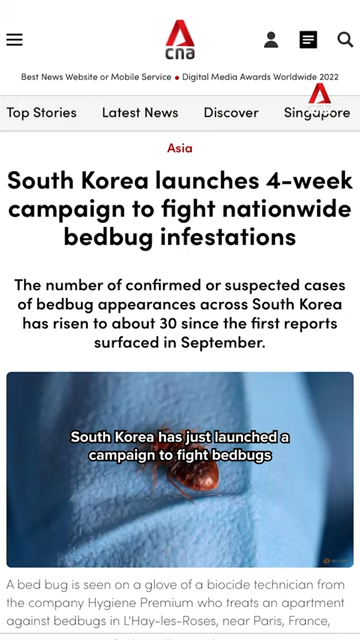 cna
Best News Website or Mobile Service • Digital Media Awards Worldwide 2022
Top Stories Latest News Discover Singapore
Asia
South Korea launches 4-week
campaign to fight nationwide
bedbug infestations
The number of confirmed or suspected cases
of bedbug appearances across South Korea
has risen to about 30 since the first reports
surfaced in September.
South Korea has just launched a
campaign to fight bedbugs
A bed bug is seen on a glove of a biocide technician from
the company Hygiene Premium who treats an apartment
against bedbugs in L'Hay-les-Roses, near Paris, France,